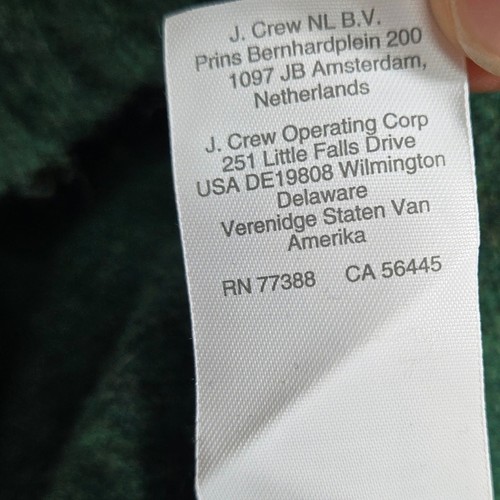 J. Crew NL B.V.
Prins Bernhardplein 200
1097 JB Amsterdam,
Netherlands
J. Crew Operating Corp
251 Little Falls Drive
USA DE19808 Wilmington
Delaware
Verenidge Staten Van
Amerika
RN 77388 CA 56445